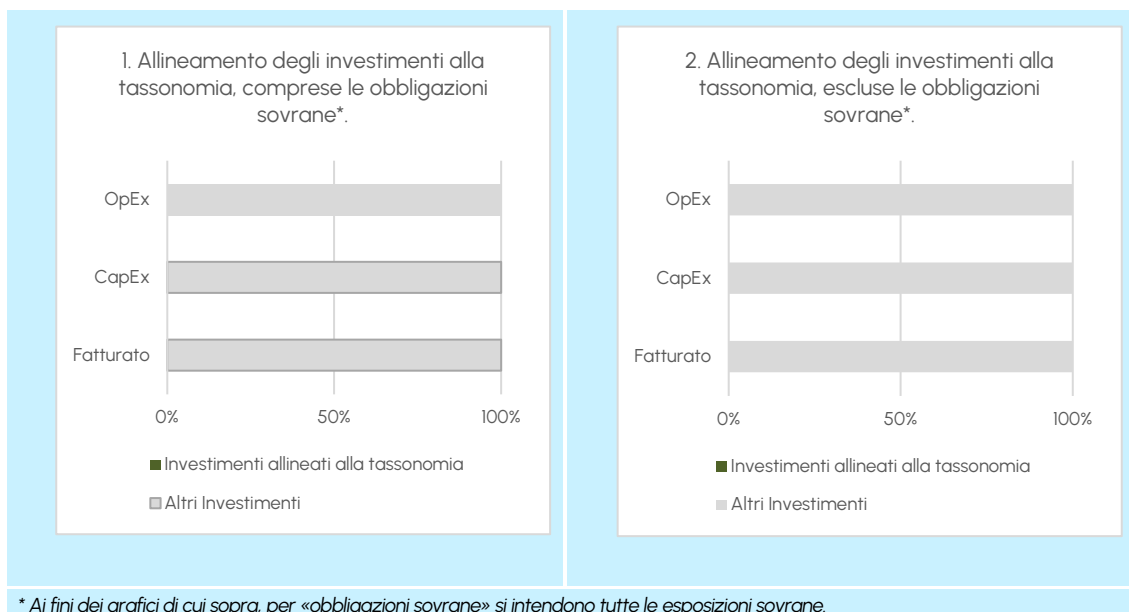 1. Allineamento degli investimenti alla
tassonomia, comprese le obbligazioni
sovrane*.
OpEx
CapEx
Fatturato
0%
50%
100%
Investimenti allineati alla tassonomia
Altri Investimenti
2. Allineamento degli investimenti alla
tassonomia, escluse le obbligazioni
sovrane*.
OpEx
CapEx
Fatturato
0%
50%
100%
Investimenti allineati alla tassonomia
Altri Investimenti
* Ai fini dei grafici di cui sopra, per «obbligazioni sovrane» si intendono tutte le esposizioni sovrane.